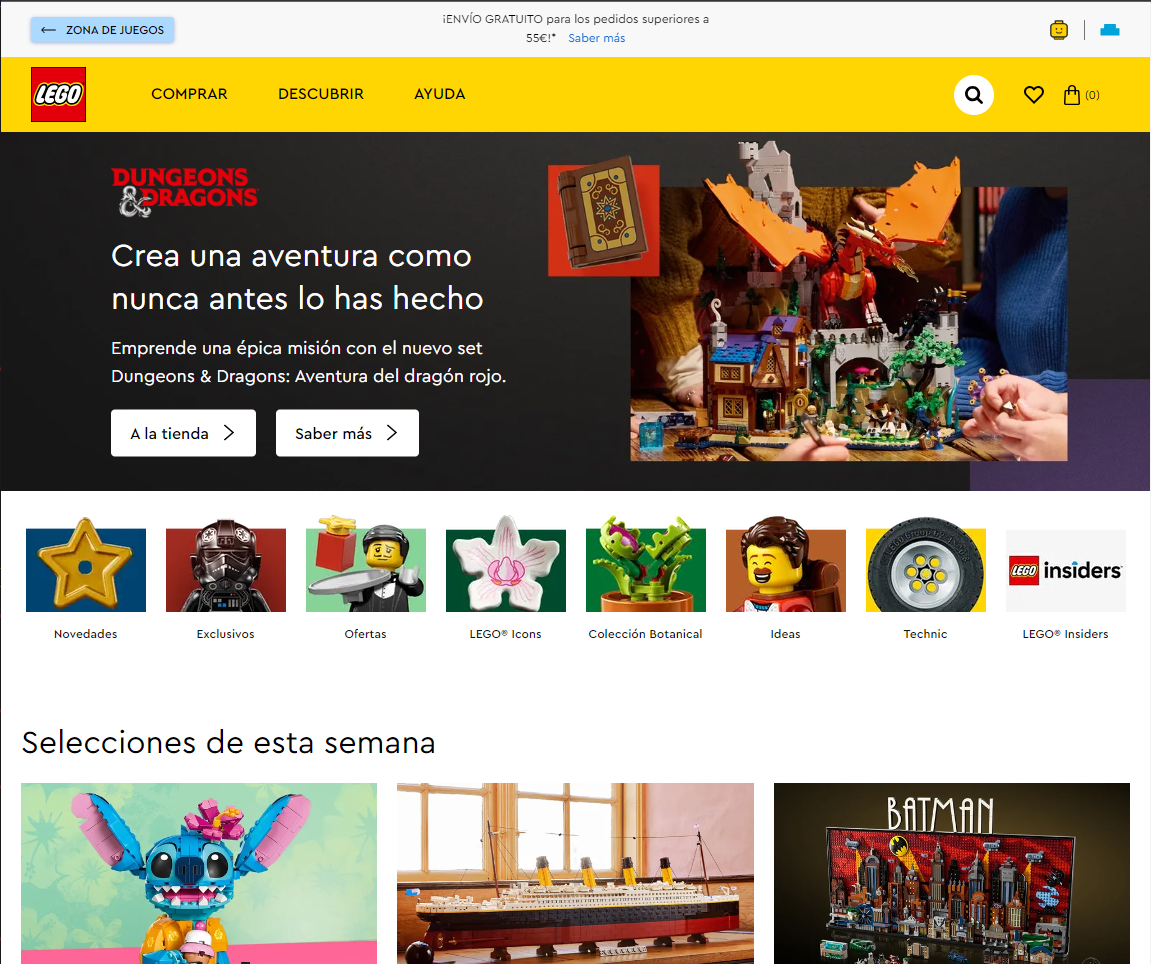 ZONA DE JUEGOS
¡ENVÍO GRATUITO para los pedidos superiores a
55€!* Saber más
LEGO
COMPRAR
DESCUBRIR
AYUDA
(0)
DUNGEONS
&DRAGONS
Crea una aventura como
nunca antes lo has hecho
Emprende una épica misión con el nuevo set
Dungeons & Dragons: Aventura del dragón rojo.
A la tienda
Saber más
LEGO insiders
Novedades
Exclusivos
Ofertas
LEGO® Icons
Colección Botanical
Ideas
Technic
LEGO® Insiders
Selecciones de esta semana
BATMAN